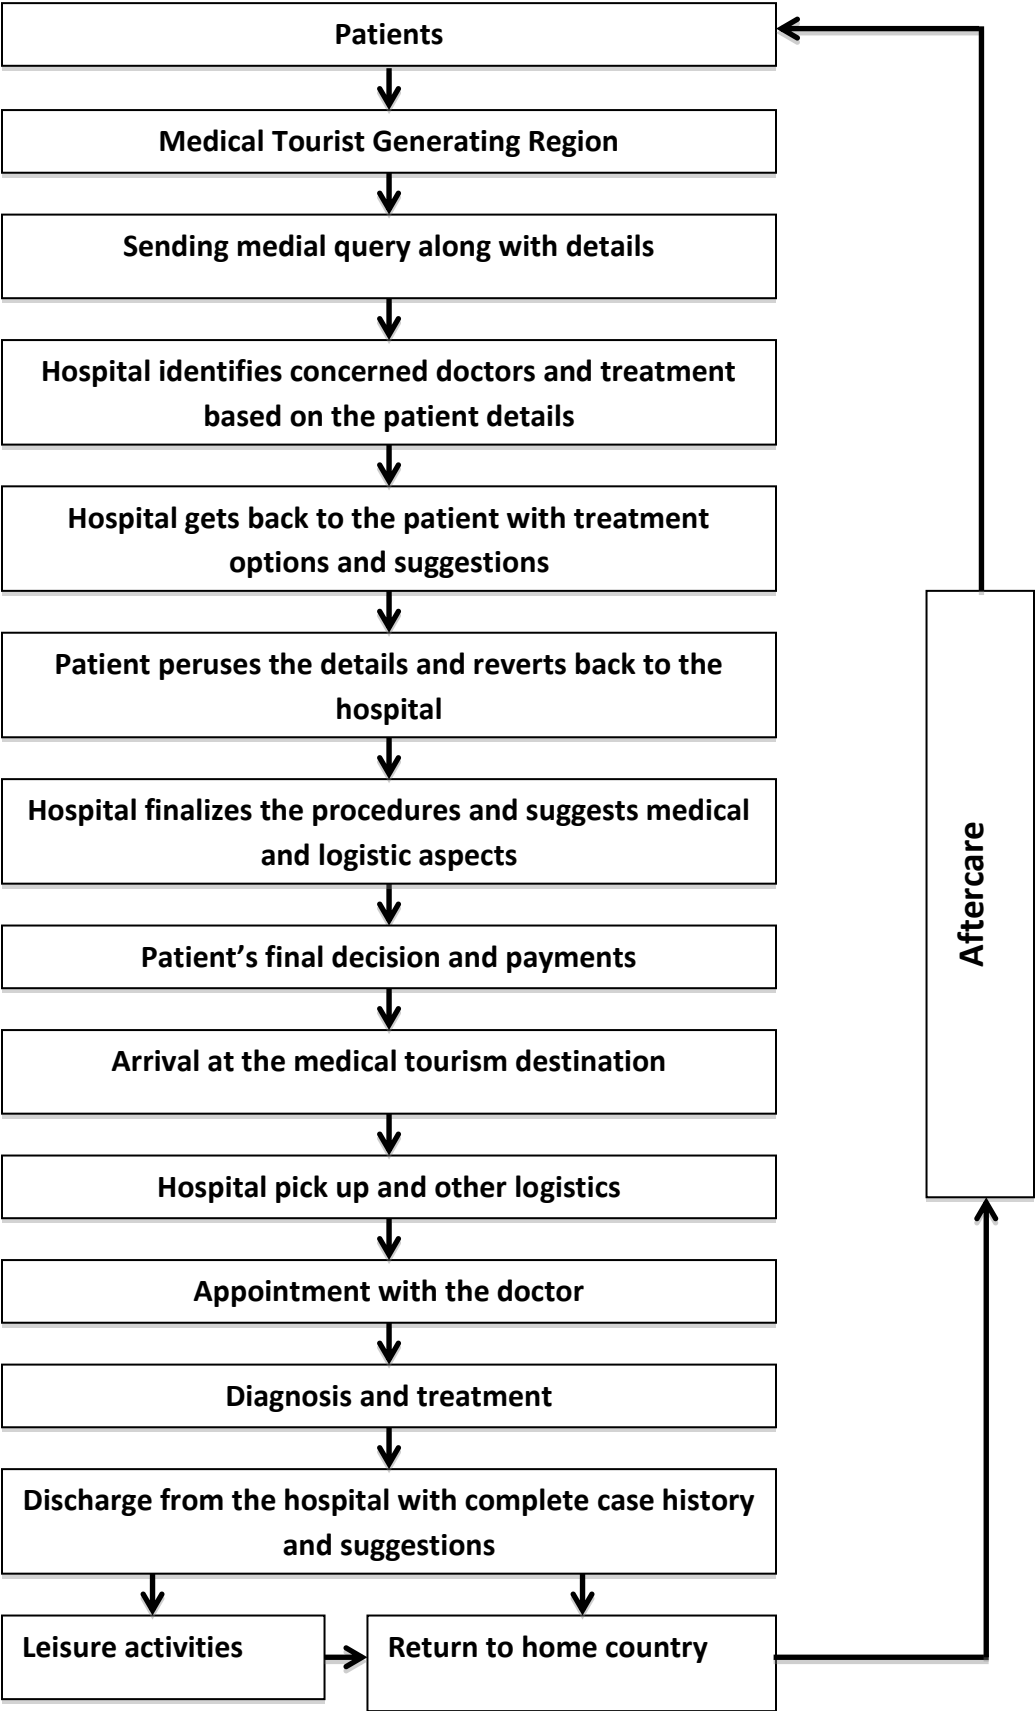 Patients
Medical Tourist Generating Region
Sending medial query along with details
Hospital identifies concerned doctors and treatment
based on the patient details
Hospital gets back to the patient with treatment
options and suggestions
Patient peruses the details and reverts back to the
hospital
Hospital finalizes the procedures and suggests medical
and logistic aspects
Patient’s final decision and payments
Arrival at the medical tourism destination
Hospital pick up and other logistics
Appointment with the doctor
Diagnosis and treatment
Discharge from the hospital with complete case history
and suggestions
Leisure activities
Return to home country
Aftercare